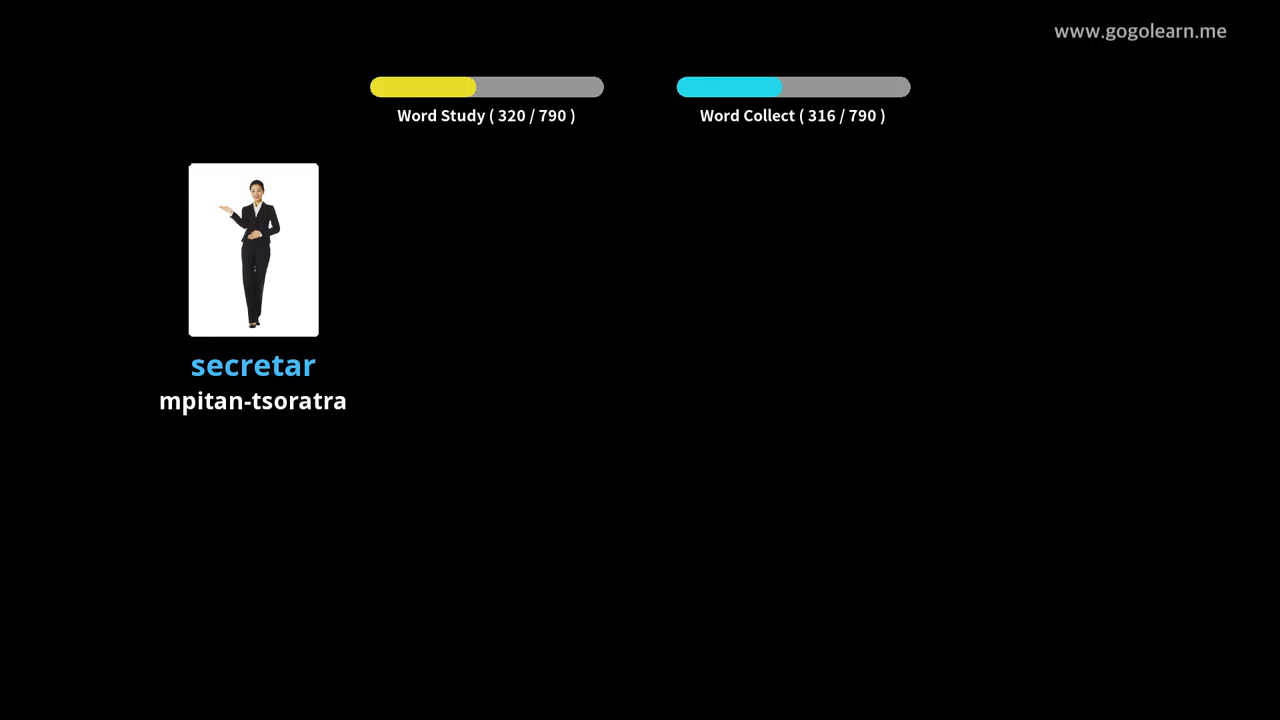 www.gogolearn.me
Word Study ( 320 / 790 )
Word Collect ( 316 / 790 )
secretar
mpitan-tsoratra